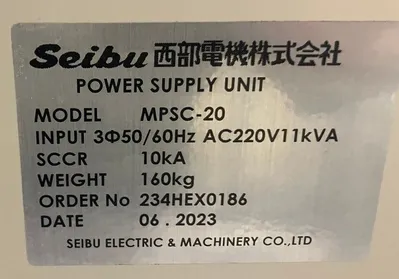 Seibu 西部電機株式会社
POWER SUPPLY UNIT
MODEL MPSC-20
INPUT 3Φ50/60Hz AC220V11kVA
SCCR 10kA
WEIGHT 160kg
ORDER No 234HEX0186
DATE 06.2023
SEIBU ELECTRIC & MACHINERY CO.,LTD